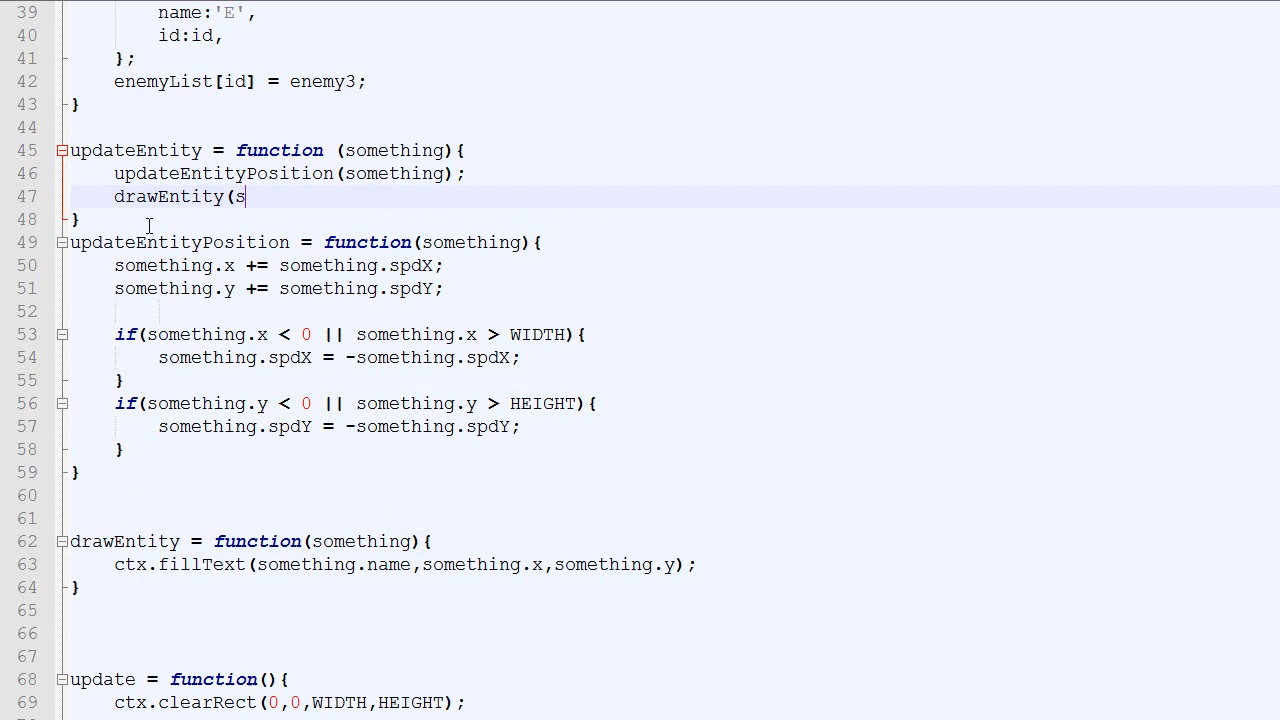 39 name:'E',
40 id:id,
41 };
42 enemyList[id] = enemy3;
43 }
44
45 updateEntity = function (something){
46 updateEntityPosition(something);
47 drawEntity(s
48 }
49 updateEntityPosition = function(something){
50 something.x += something.spdX;
51 something.y += something.spdY;
52
53 if(something.x < 0 || something.x > WIDTH){
54 something.spdX = -something.spdX;
55 }
56 if(something.y < 0 || something.y > HEIGHT){
57 something.spdY = -something.spdY;
58 }
59 }
60
61
62 drawEntity = function(something){
63 ctx.fillText(something.name,something.x,something.y);
64 }
65
66
67
68 update = function(){
69 ctx.clearRect(0,0,WIDTH,HEIGHT);